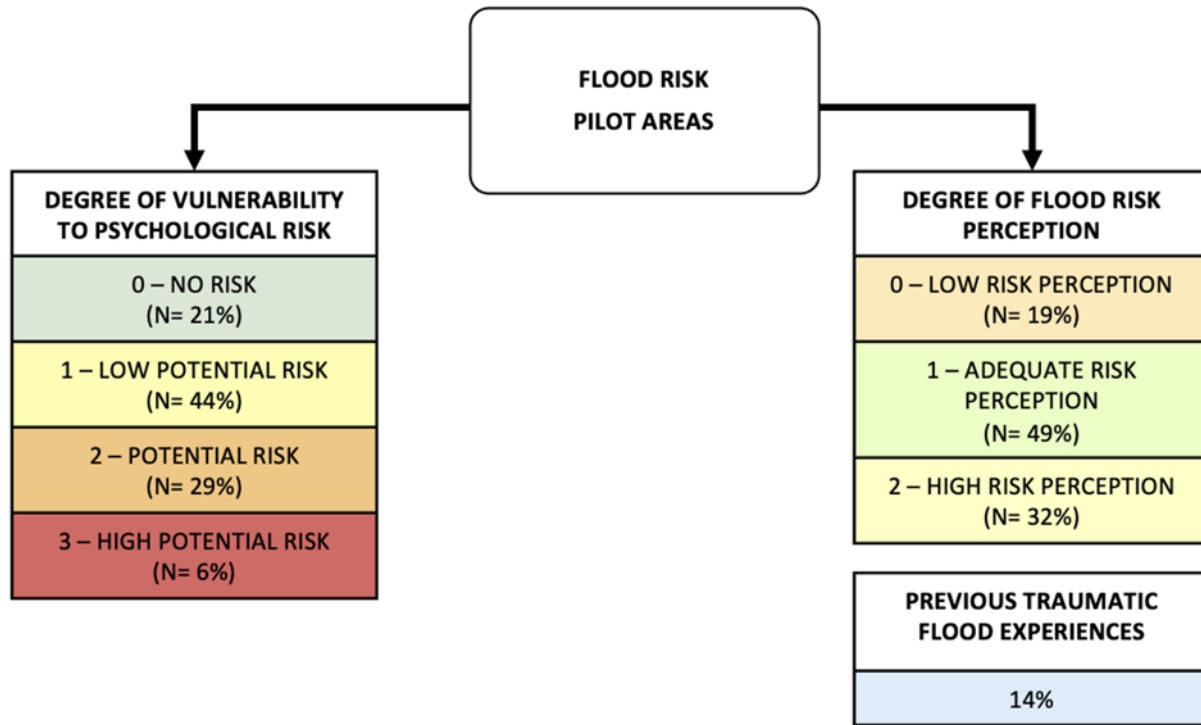 FLOOD RISK
PILOT AREAS
DEGREE OF VULNERABILITY
TO PSYCHOLOGICAL RISK
0 – NO RISK
(N= 21%)
1 – LOW POTENTIAL RISK
(N= 44%)
2 – POTENTIAL RISK
(N= 29%)
3 – HIGH POTENTIAL RISK
(N= 6%)
DEGREE OF FLOOD RISK
PERCEPTION
0 – LOW RISK PERCEPTION
(N= 19%)
1 – ADEQUATE RISK
PERCEPTION
(N= 49%)
2 – HIGH RISK PERCEPTION
(N= 32%)
PREVIOUS TRAUMATIC
FLOOD EXPERIENCES
14%